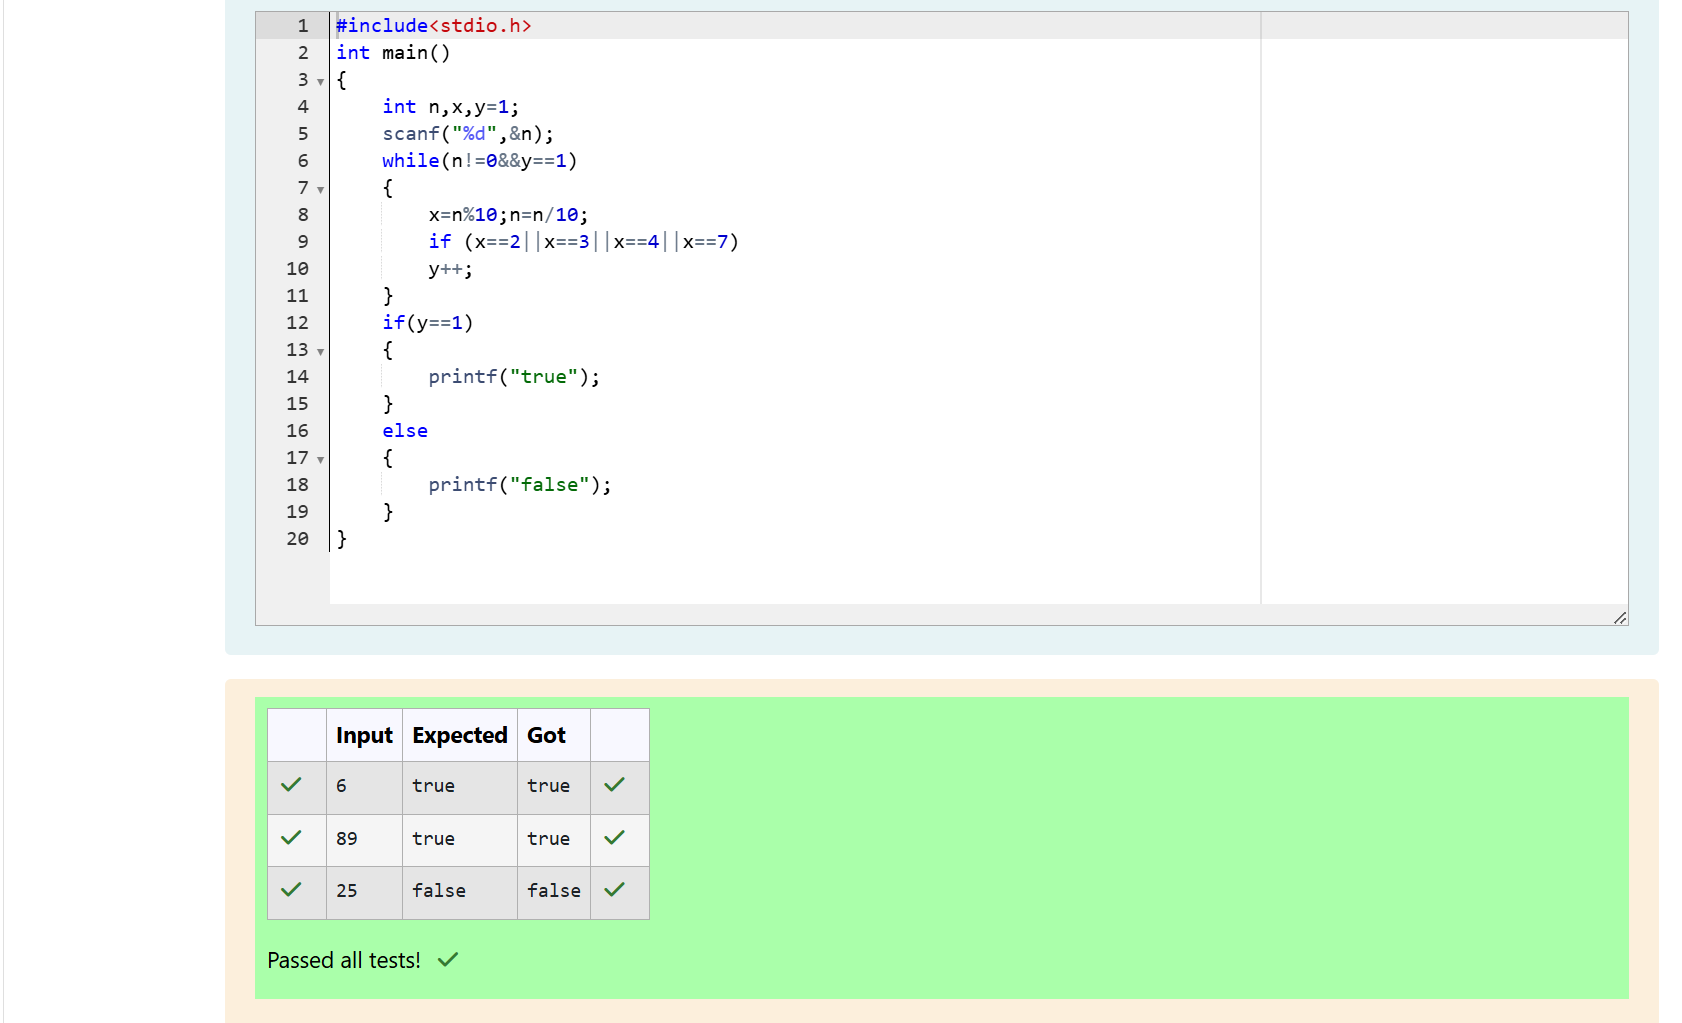 1 #include<stdio.h>
2 int main()
3 {
4     int n,x,y=1;
5     scanf("%d",&n);
6     while(n!=0&&y==1)
7     {
8         x=n%10;n=n/10;
9         if (x==2||x==3||x==4||x==7)
10         y++;
11     }
12     if(y==1)
13     {
14         printf("true");
15     }
16     else
17     {
18         printf("false");
19     }
20 }
Input Expected Got
6 true true
89 true true
25 false false
Passed all tests!